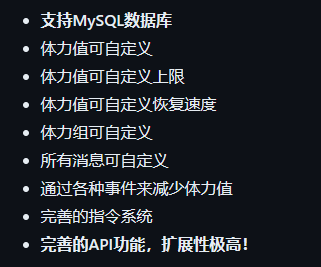 支持MySQL数据库
体力值可自定义
体力值可自定义上限
体力值可自定义恢复速度
体力组可自定义
所有消息可自定义
通过各种事件来减少体力值
完善的指令系统
完善的API功能，扩展性极高！